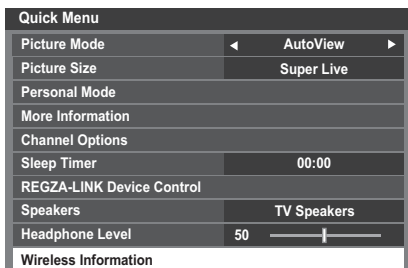 Quick Menu
Picture Mode ◀ AutoView ▶
Picture Size Super Live
Personal Mode
More Information
Channel Options
Sleep Timer 00:00
REGZA-LINK Device Control
Speakers TV Speakers
Headphone Level 50
Wireless Information